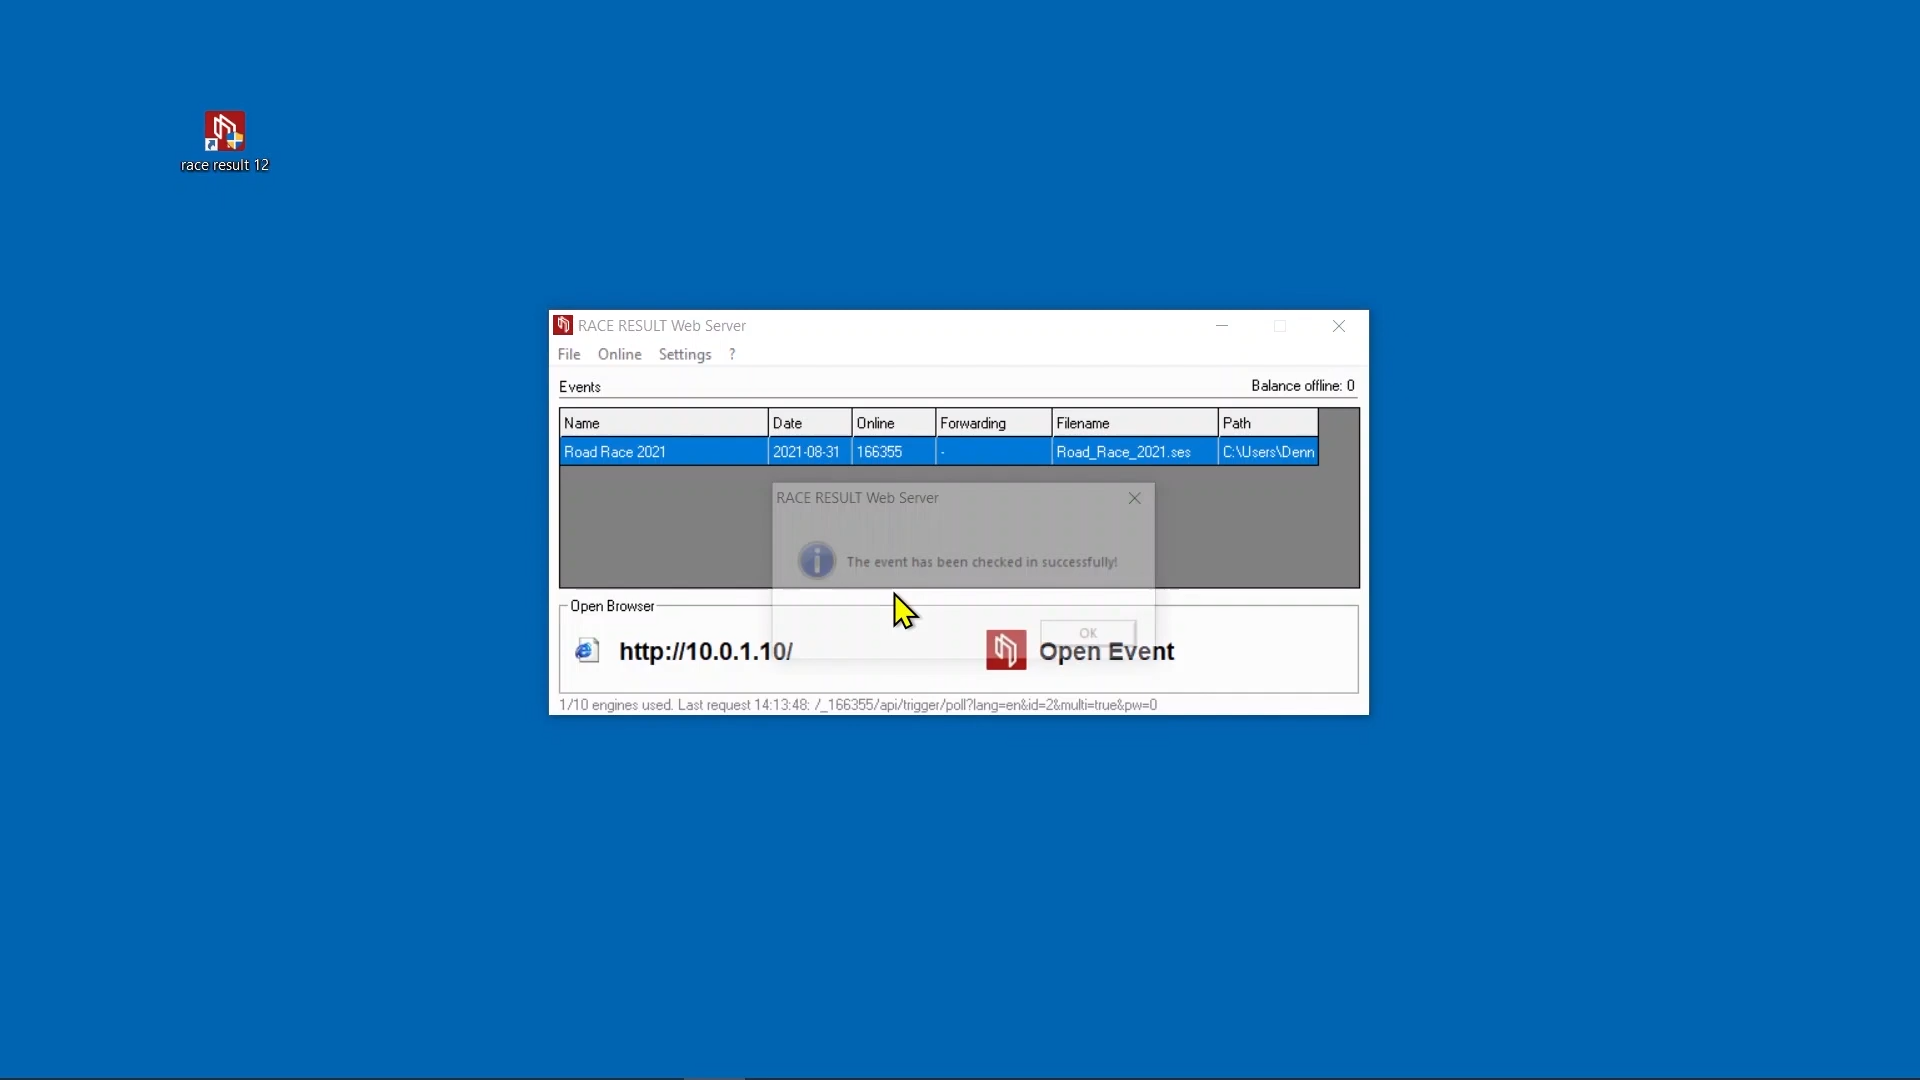 race result 12
RACE RESULT Web Server
File Online Settings ?
Events Balance offline: 0
Name Date Online Forwarding Filename Path
Road Race 2021 2021-08-31 166355 - Road_Race_2021.ses C:\Users\Denn
RACE RESULT Web Server
The event has been checked in successfully!
OK
Open Browser
http://10.0.1.10/ Open Event
1/10 engines used. Last request 14:13:48: /_166355/api/trigger/poll?lang=en&id=2&multi=true&pw=0